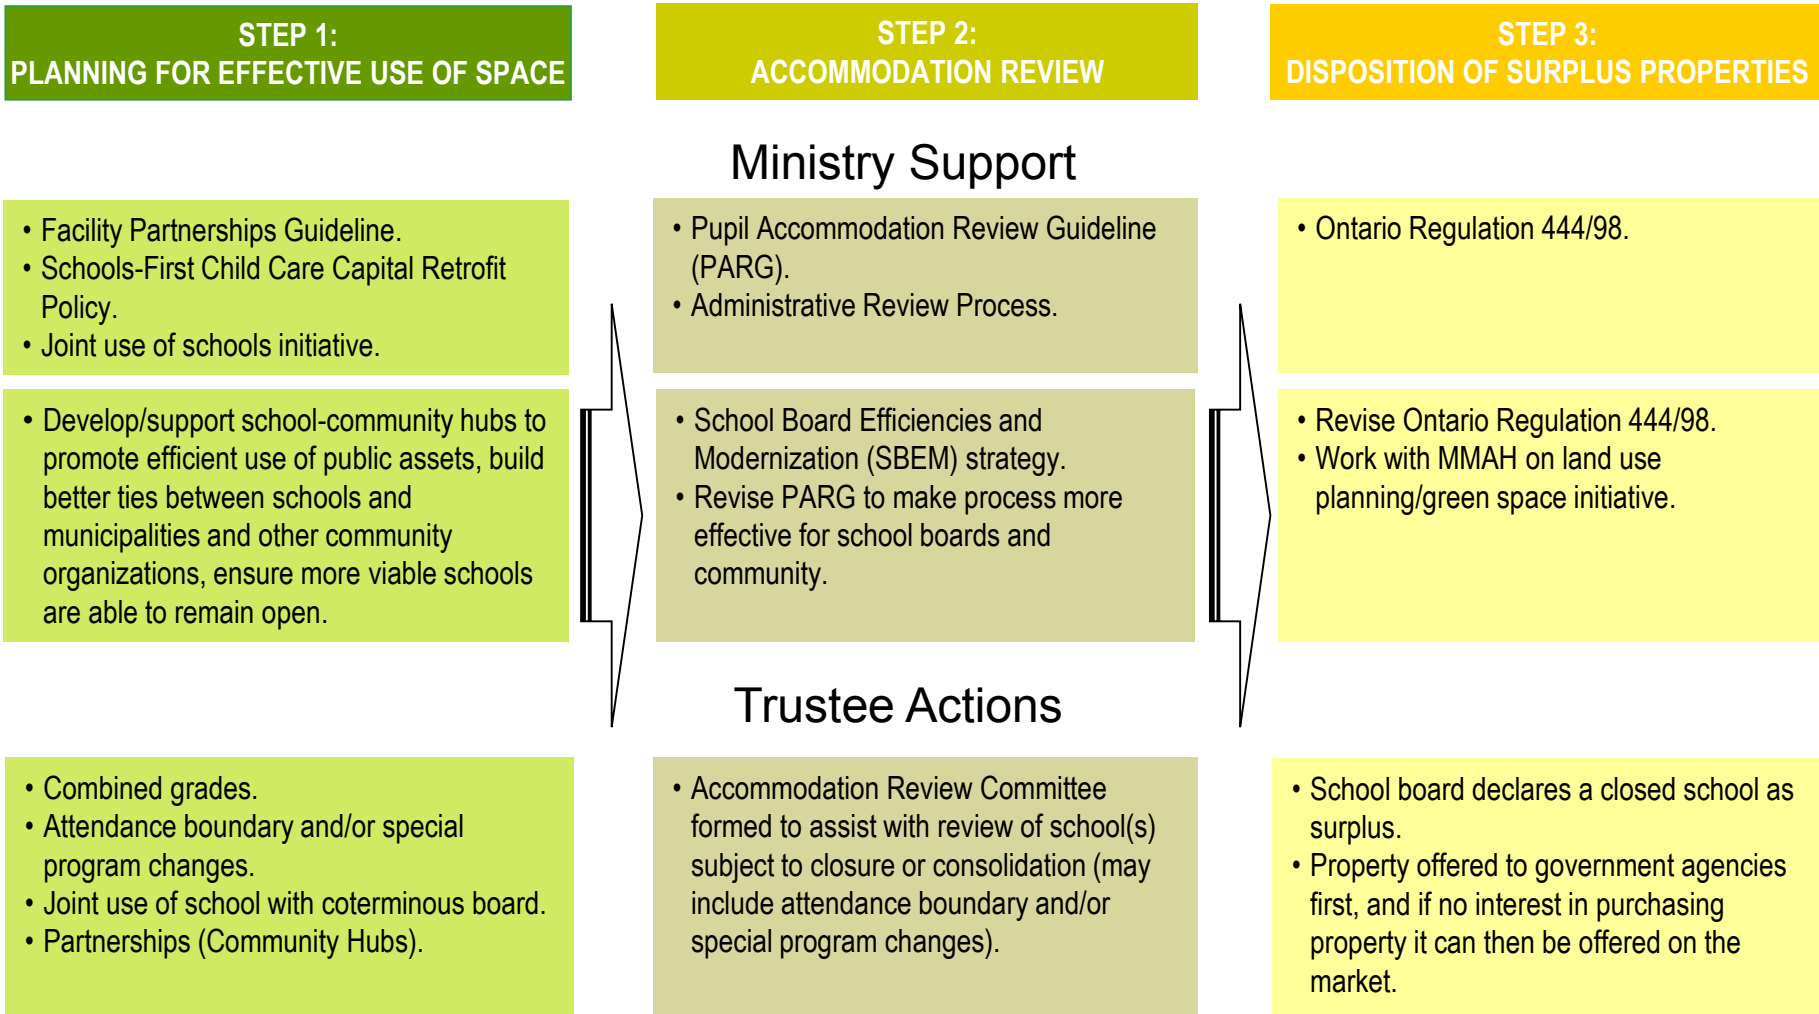 STEP 1:
PLANNING FOR EFFECTIVE USE OF SPACE
STEP 2:
ACCOMMODATION REVIEW
STEP 3:
DISPOSITION OF SURPLUS PROPERTIES
Ministry Support
• Facility Partnerships Guideline.
• Schools-First Child Care Capital Retrofit
Policy.
• Joint use of schools initiative.
• Pupil Accommodation Review Guideline
(PARG).
• Administrative Review Process.
• Ontario Regulation 444/98.
• Develop/support school-community hubs to
promote efficient use of public assets, build
better ties between schools and
municipalities and other community
organizations, ensure more viable schools
are able to remain open.
• School Board Efficiencies and
Modernization (SBEM) strategy.
• Revise PARG to make process more
effective for school boards and
community.
• Revise Ontario Regulation 444/98.
• Work with MMAH on land use
planning/green space initiative.
Trustee Actions
• Combined grades.
• Attendance boundary and/or special
program changes.
• Joint use of school with coterminous board.
• Partnerships (Community Hubs).
• Accommodation Review Committee
formed to assist with review of school(s)
subject to closure or consolidation (may
include attendance boundary and/or
special program changes).
• School board declares a closed school as
surplus.
• Property offered to government agencies
first, and if no interest in purchasing
property it can then be offered on the
market.